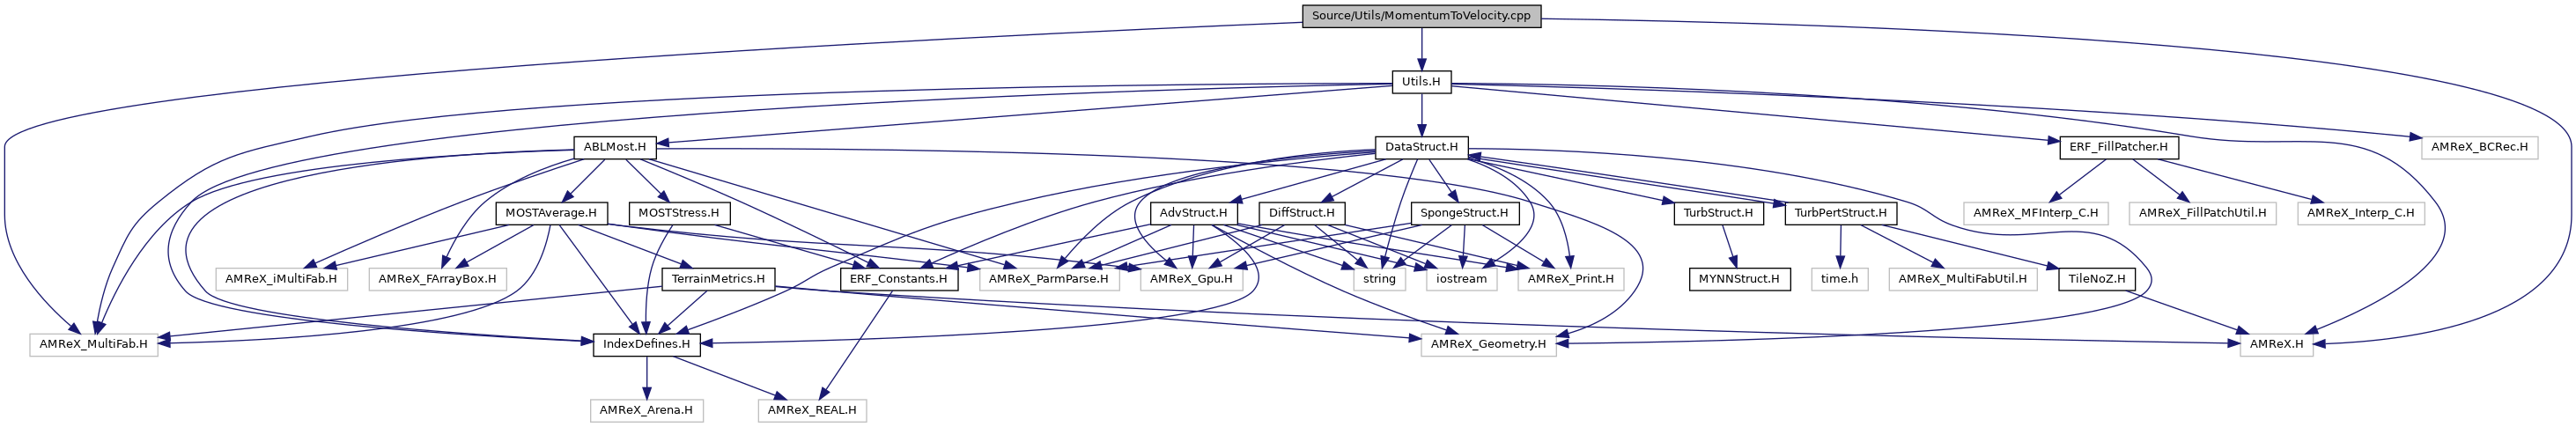 Source/Utils/MomentumToVelocity.cpp
Utils.H
ABLMost.H
DataStruct.H
ERF_FillPatcher.H
AMReX_BCRec.H
MOSTAverage.H
MOSTStress.H
AdvStruct.H
DiffStruct.H
SpongeStruct.H
TurbStruct.H
TurbPertStruct.H
AMReX_MFInterp_C.H
AMReX_FillPatchUtil.H
AMReX_Interp_C.H
AMReX_iMultiFab.H
AMReX_FArrayBox.H
TerrainMetrics.H
ERF_Constants.H
AMReX_ParmParse.H
AMReX_Gpu.H
string
iostream
AMReX_Print.H
MYNNStruct.H
time.h
AMReX_MultiFabUtil.H
TileNoZ.H
AMReX_MultiFab.H
IndexDefines.H
AMReX_Geometry.H
AMReX.H
AMReX_Arena.H
AMReX_REAL.H